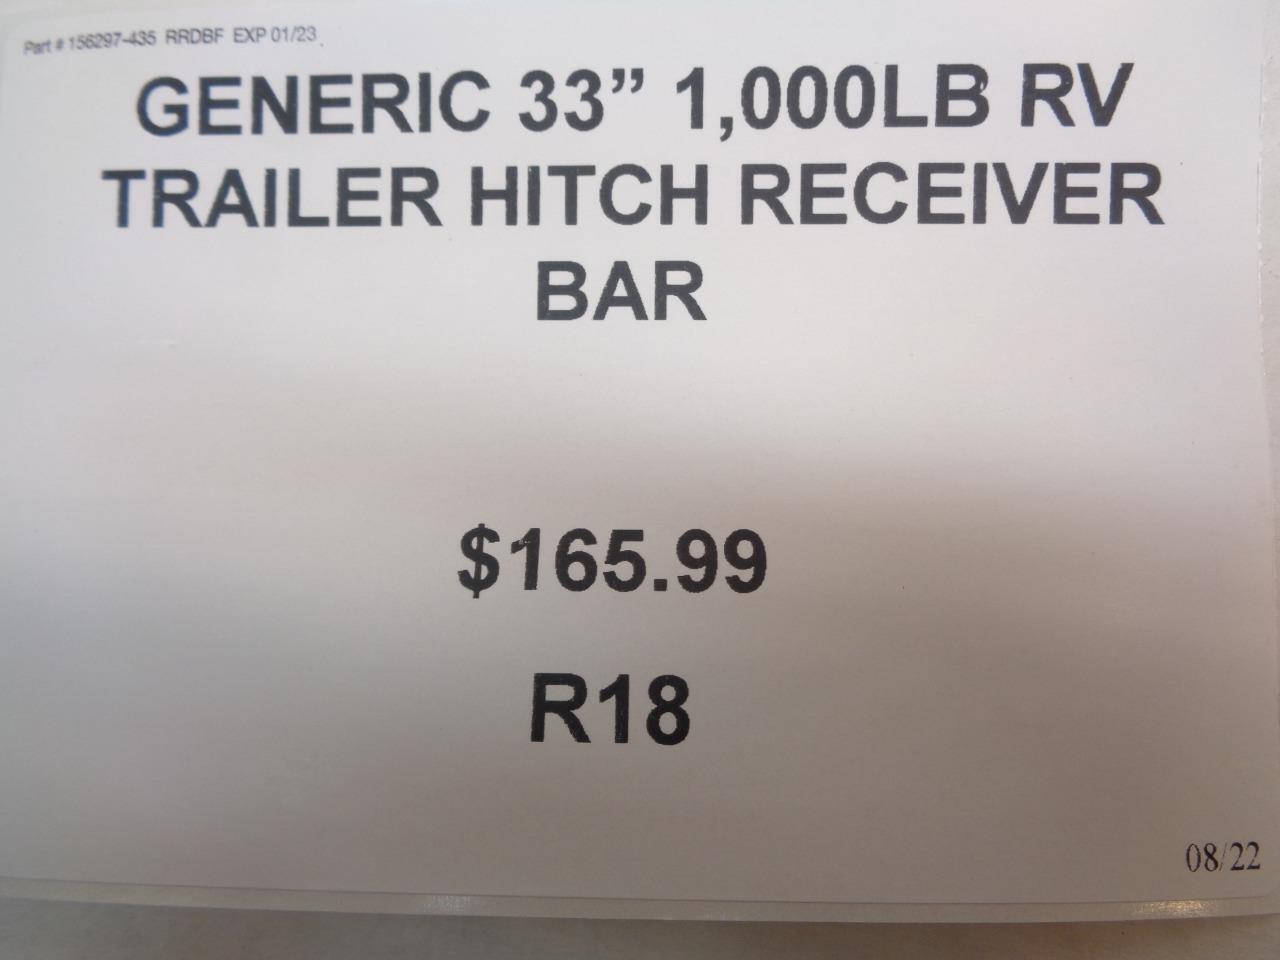 Part # 156297-435 RRDBF EXP 01/23
GENERIC 33” 1,000LB RV
TRAILER HITCH RECEIVER
BAR
$165.99
R18
08/22